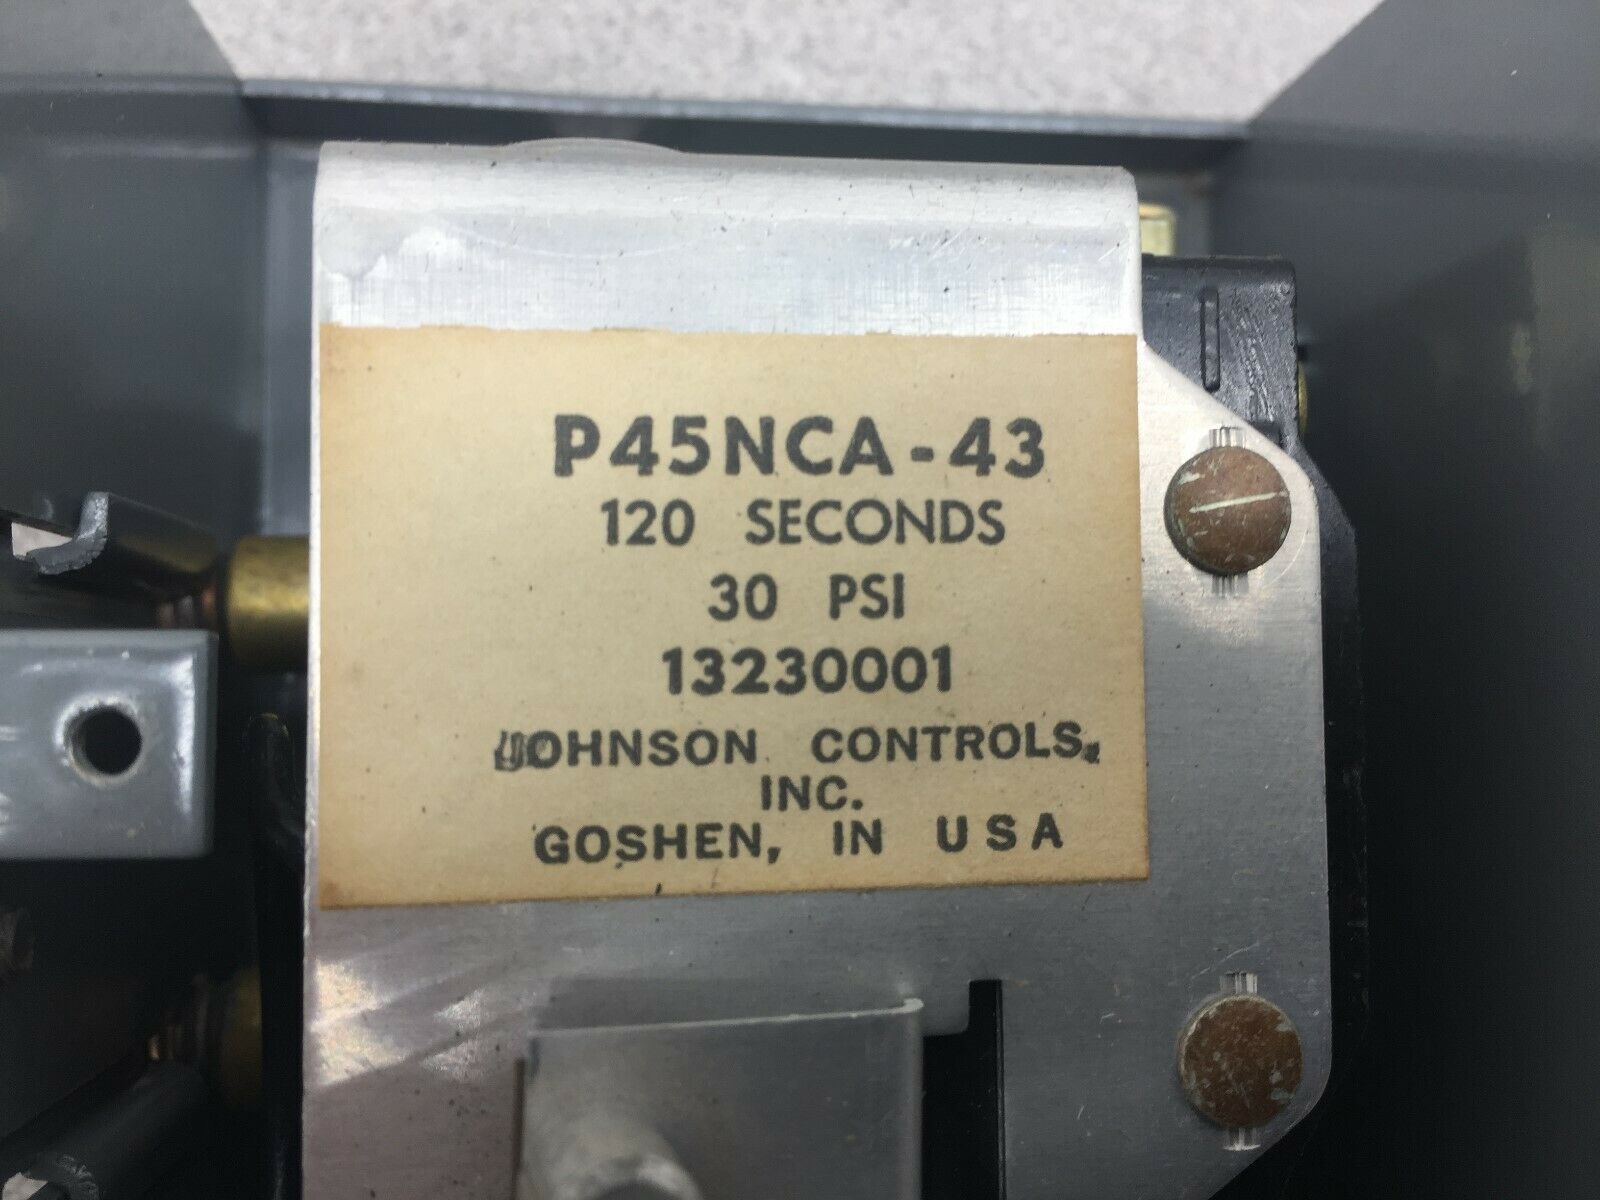 P45NCA-43
120 SECONDS
30 PSI
13230001
JOHNSON CONTROLS,
INC.
GOSHEN, IN USA